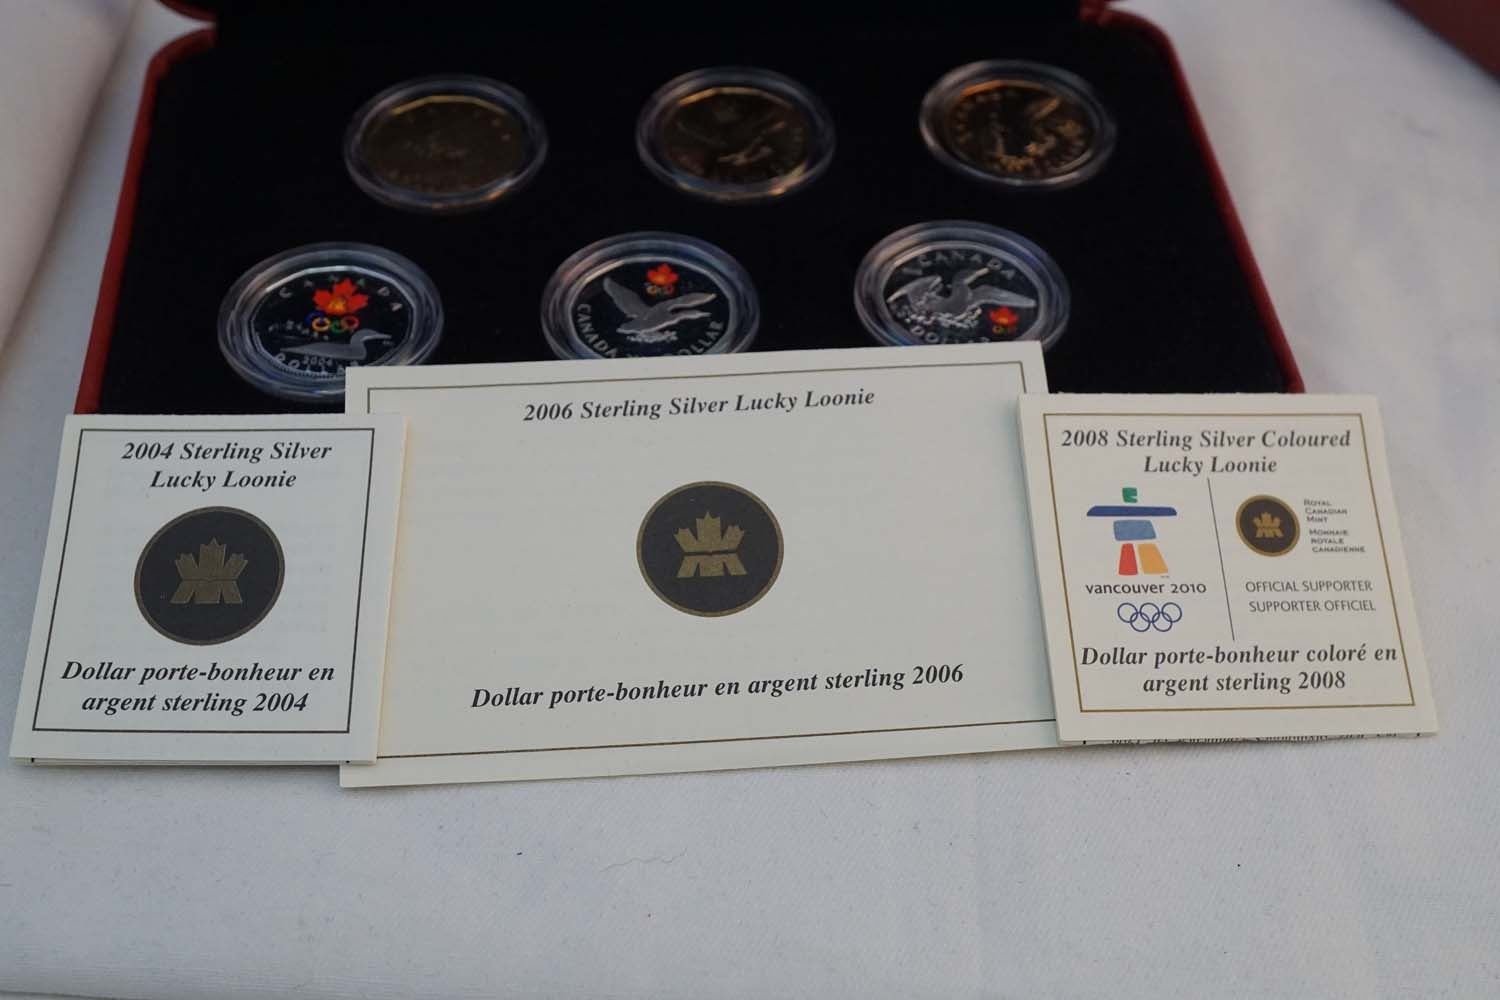 CANADA
2004
DOLLAR
CANADA
DOLLAR
CANADA
2004 Sterling Silver
Lucky Loonie
Dollar porte-bonheur en
argent sterling 2004
2006 Sterling Silver Lucky Loonie
Dollar porte-bonheur en argent sterling 2006
2008 Sterling Silver Coloured
Lucky Loonie
vancouver 2010
ROYAL
CANADIAN
MINT
MONNAIE
ROYALE
CANADIENNE
OFFICIAL SUPPORTER
SUPPORTER OFFICIEL
Dollar porte-bonheur coloré en
argent sterling 2008